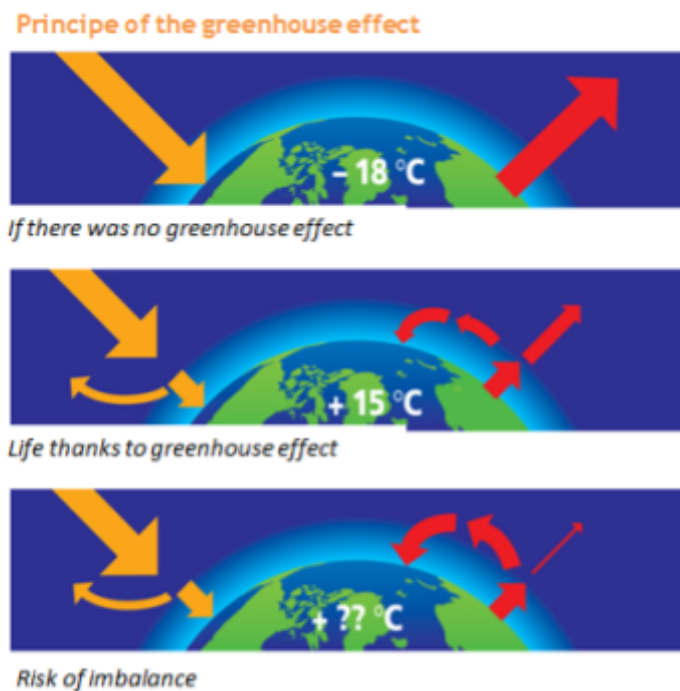 Principe of the greenhouse effect
– 18 °C
If there was no greenhouse effect
+ 15 °C
Life thanks to greenhouse effect
+ ?? °C
Risk of imbalance